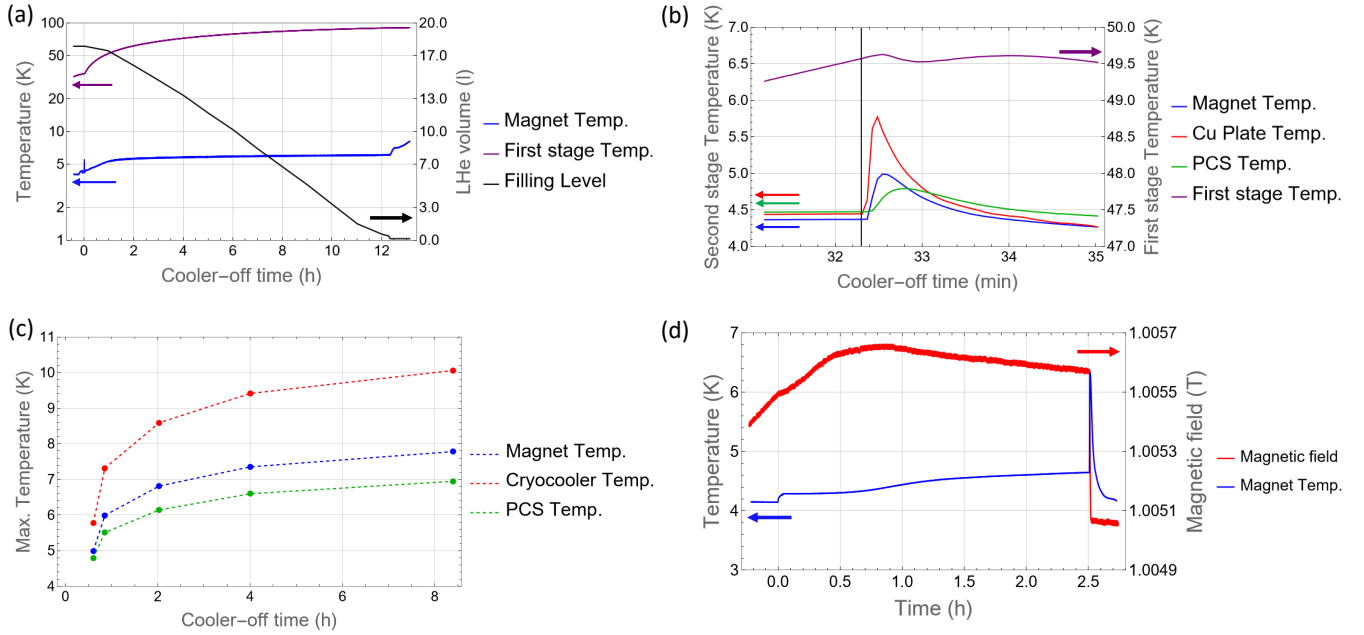 (a)
Temperature (K)
100
50
20
10
5
2
1
0
2
4
6
8
10
12
Cooler-off time (h)
20.0
17.0
13.0
10.0
7.0
2.0
0.0
LHe volume (l)
Magnet Temp.
First stage Temp.
Filling Level
(b)
Second stage Temperature (K)
7.0
6.5
6.0
5.5
5.0
4.5
4.0
32
33
34
35
Cooler-off time (min)
50.0
49.5
49.0
48.5
48.0
47.5
47.0
First stage Temperature (K)
Magnet Temp.
Cu Plate Temp.
PCS Temp.
First stage Temp.
(c)
Max. Temperature (K)
11
10
9
8
7
6
5
4
0
2
4
6
8
Cooler-off time (h)
Magnet Temp.
Cryocooler Temp.
PCS Temp.
(d)
Temperature (K)
7
6
5
4
3
0.0
0.5
1.0
1.5
2.0
2.5
Time (h)
1.0057
1.0055
1.0053
1.0051
1.0049
Magnetic field (T)
Magnetic field
Magnet Temp.